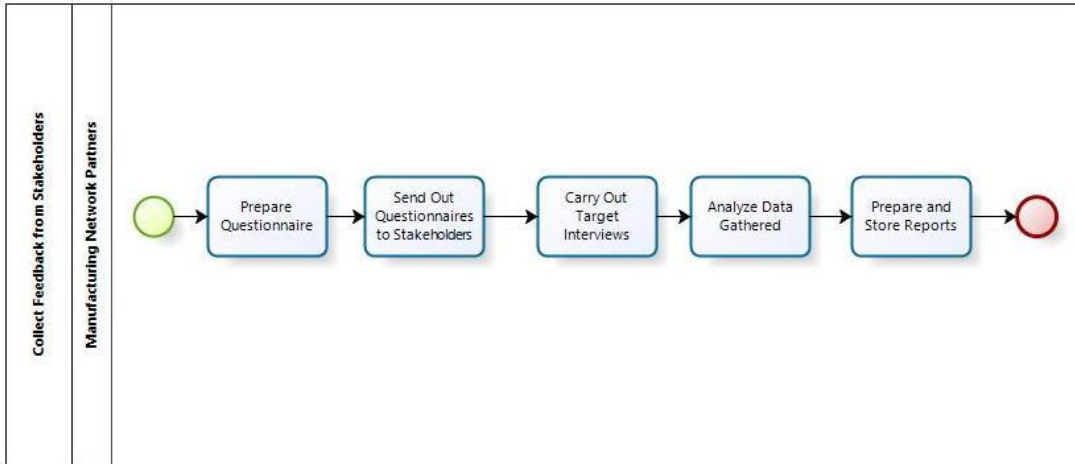 Collect Feedback from Stakeholders
Manufacturing Network Partners
Prepare
Questionnaire
Send Out
Questionnaires
to Stakeholders
Carry Out
Target
Interviews
Analyze Data
Gathered
Prepare and
Store Reports